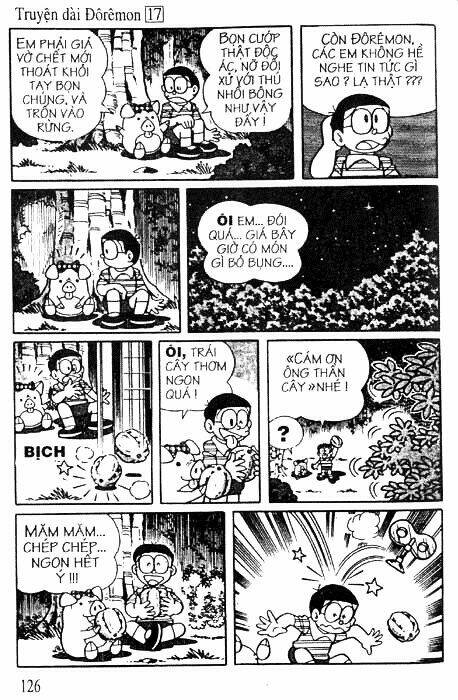 Truyện dài Đôrêmon 17
EM PHẢI GIẢ
VỜ CHẾT MỚI
THOÁT KHỎI
TAY BỌN
CHÚNG, VÀ
TRỐN VÀO
RỪNG.
BỌN CƯỚP
THẬT ĐỘC
ÁC, NỠ ĐỐI
XỬ VỚI THÚ
NHỒI BÔNG
NHƯ VẬY
ĐẤY !
CÒN ĐÔRÊMON,
CÁC EM KHÔNG HỀ
NGHE TIN TỨC GÌ
SAO ? LẠ THẬT ???
ÔI EM... ĐÓI
QUÁ... GIÁ BÂY
GIỜ CÓ MÓN
GÌ BỎ BỤNG....
BỊCH
ÔI, TRÁI
CÂY THƠM
NGON
QUÁ !
«CÁM ƠN
ÔNG THẦN
CÂY »NHÉ !
?
MĂM MĂM...
CHÉP CHÉP...
NGON HẾT
Ý !!!
126